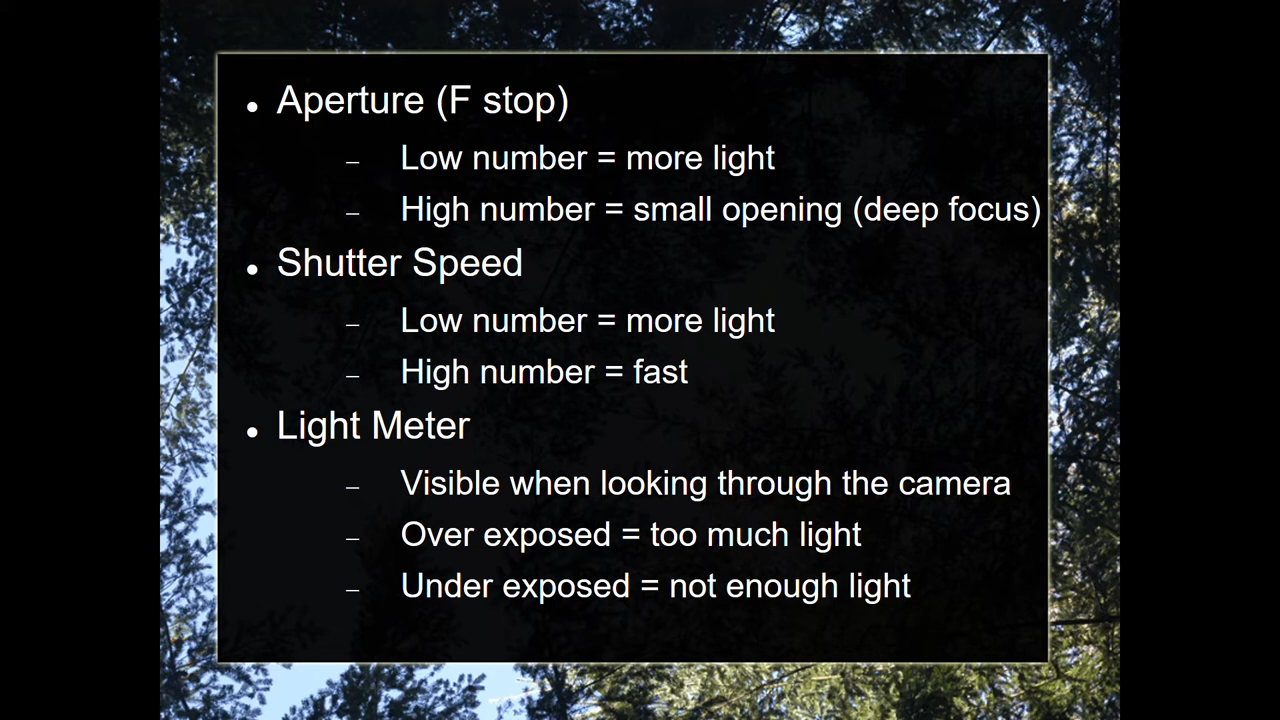 • Aperture (F stop)
– Low number = more light
– High number = small opening (deep focus)
• Shutter Speed
– Low number = more light
– High number = fast
• Light Meter
– Visible when looking through the camera
– Over exposed = too much light
– Under exposed = not enough light